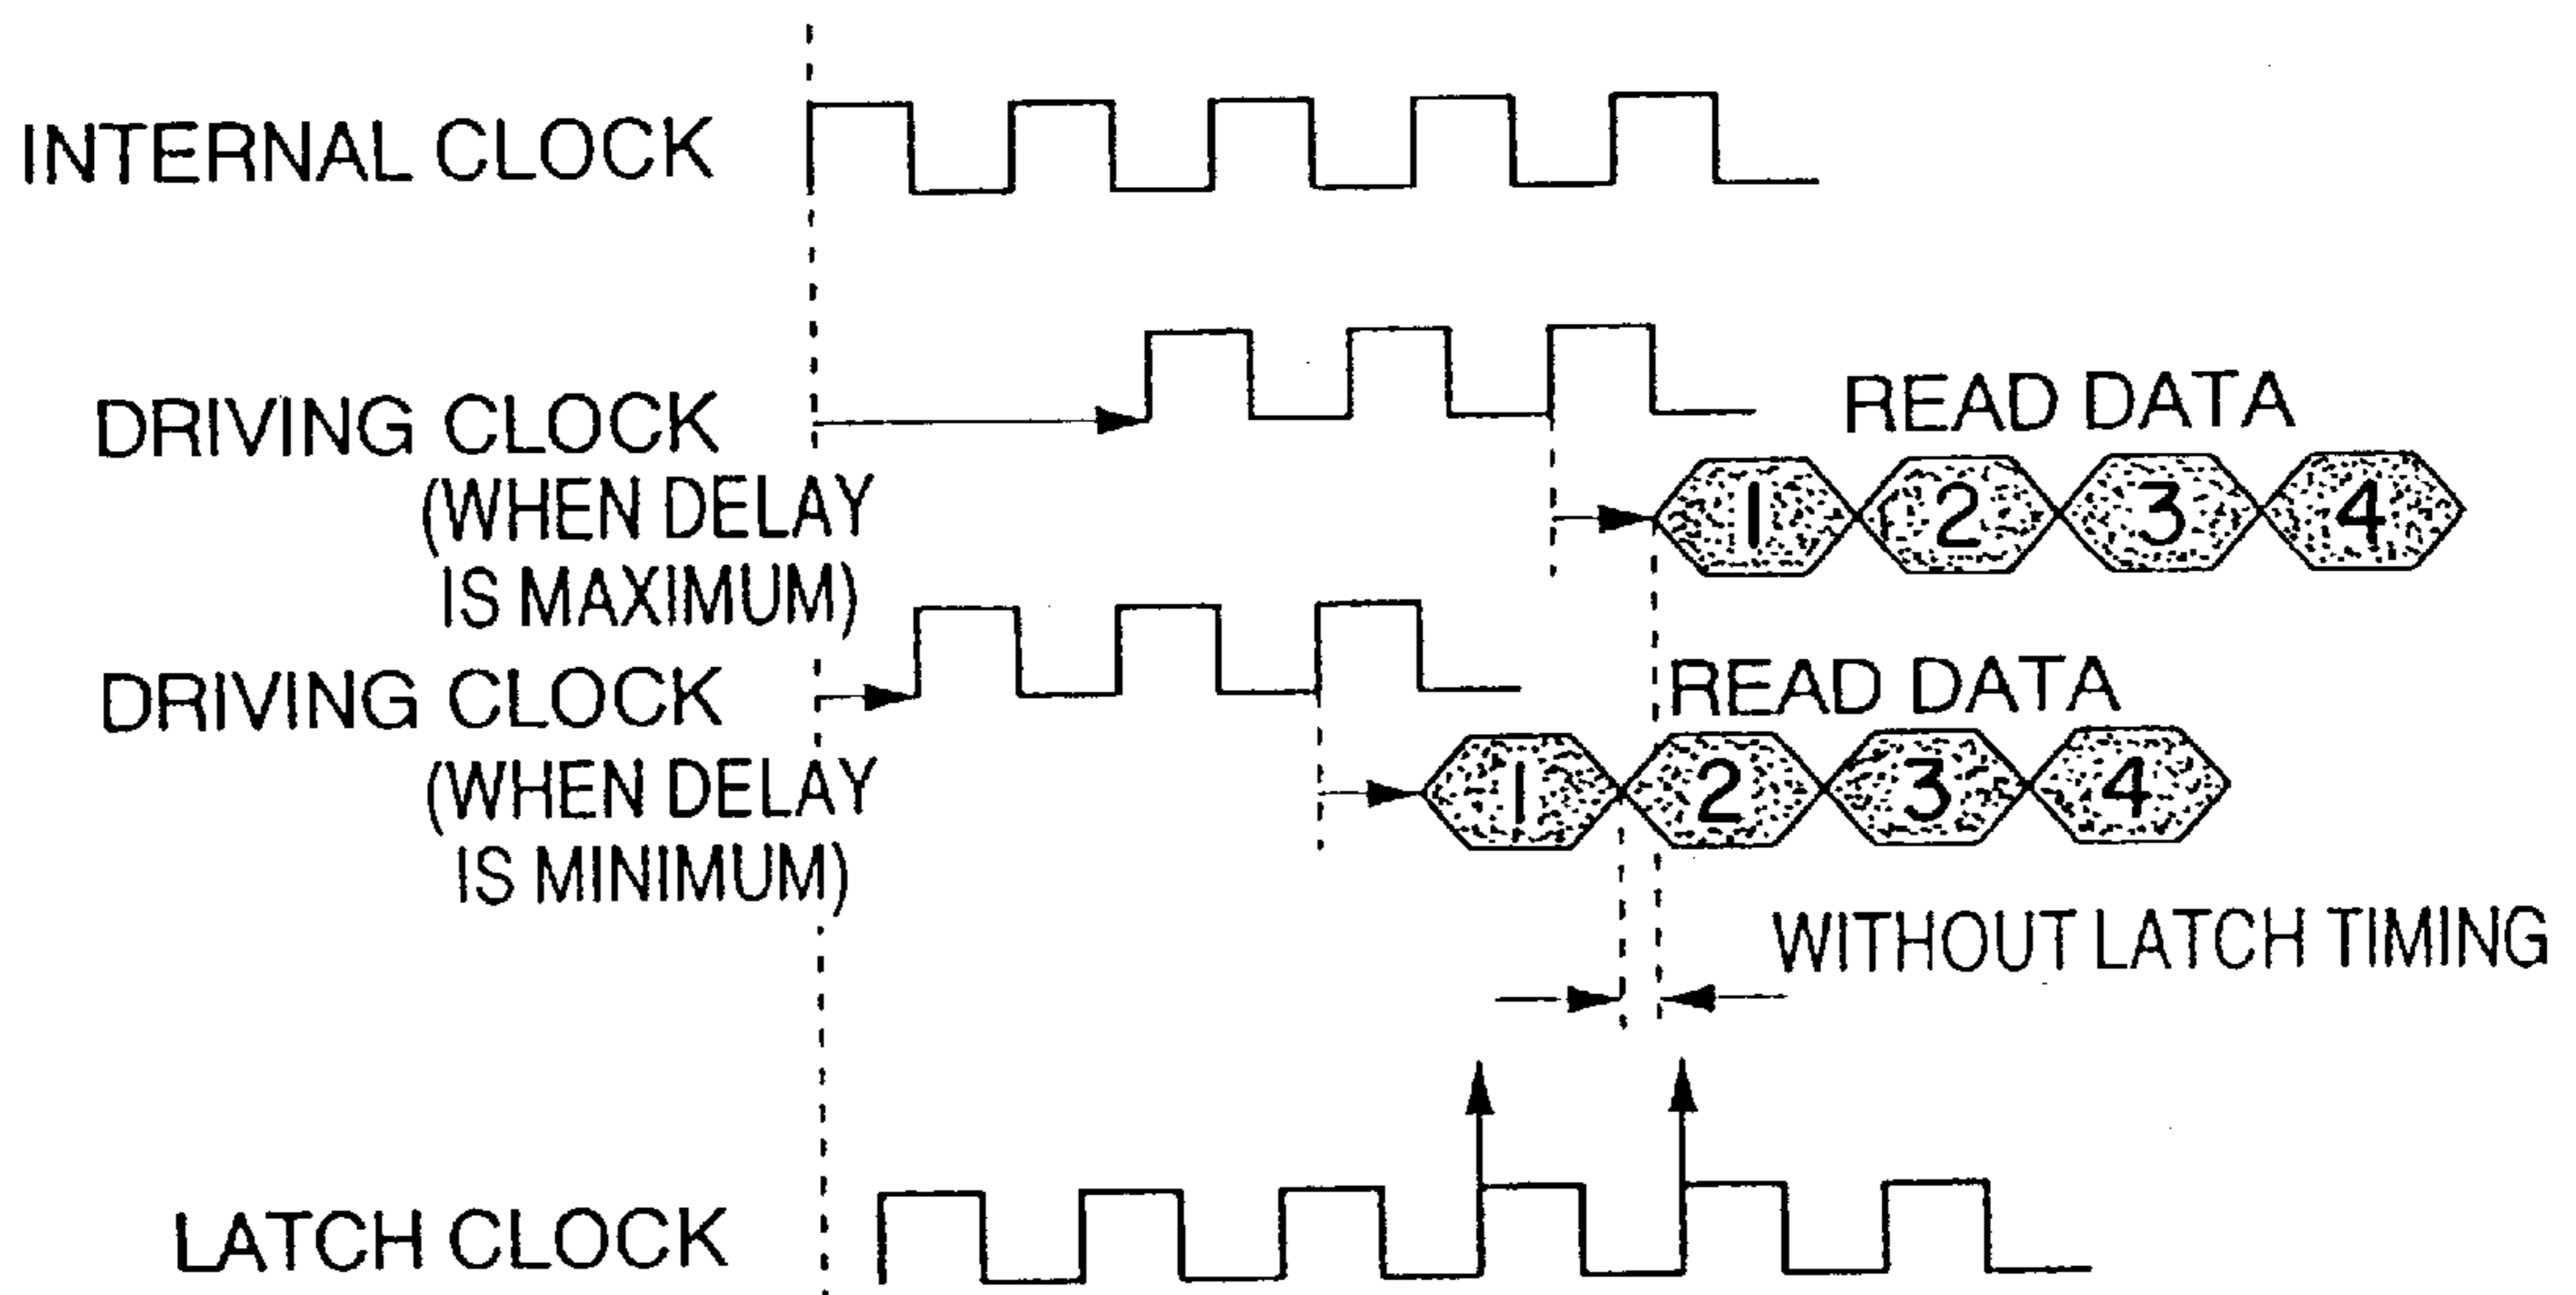 INTERNAL CLOCK
DRIVING CLOCK
(WHEN DELAY
IS MAXIMUM)
READ DATA
1 2 3 4
DRIVING CLOCK
(WHEN DELAY
IS MINIMUM)
READ DATA
1 2 3 4
WITHOUT LATCH TIMING
LATCH CLOCK